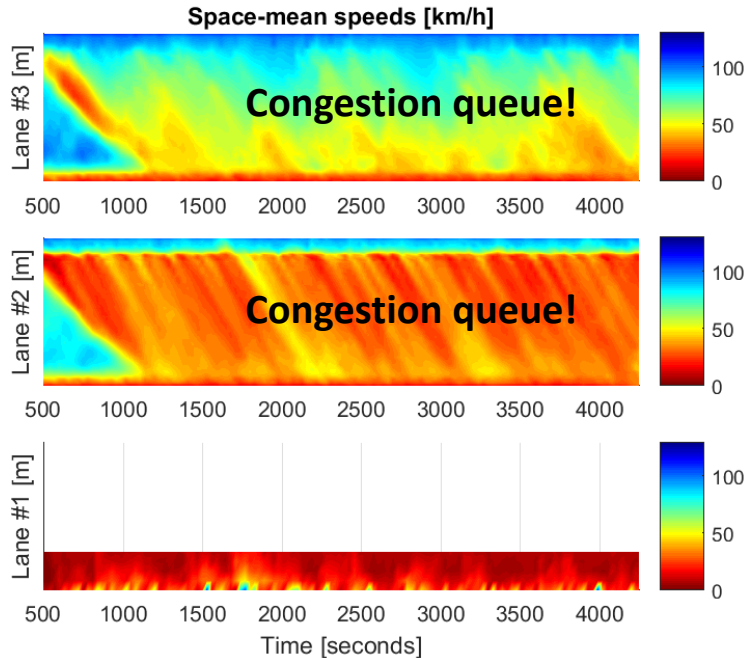 Space-mean speeds [km/h]
Lane #3 [m]
Congestion queue!
100
50
0
500 1000 1500 2000 2500 3000 3500 4000
Lane #2 [m]
Congestion queue!
100
50
0
500 1000 1500 2000 2500 3000 3500 4000
Lane #1 [m]
100
50
0
500 1000 1500 2000 2500 3000 3500 4000
Time [seconds]